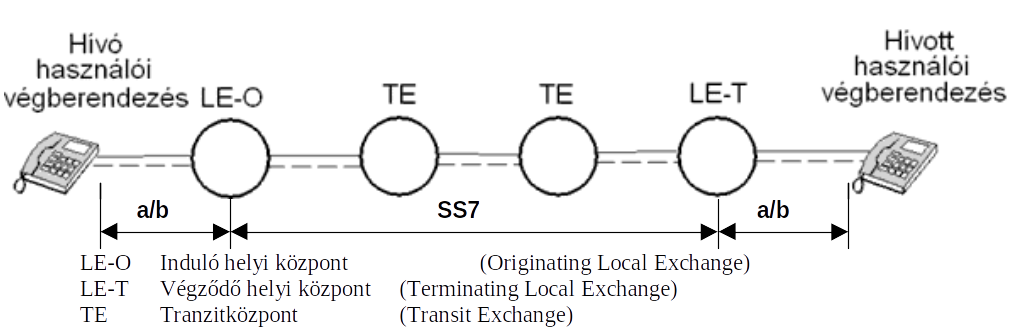 Hívó
használói
végberendezés
LE-O
TE
TE
LE-T
Hívott
használói
végberendezés
a/b
SS7
a/b
LE-O Induló helyi központ (Originating Local Exchange)
LE-T Végződő helyi központ (Terminating Local Exchange)
TE Tranzitközpont (Transit Exchange)